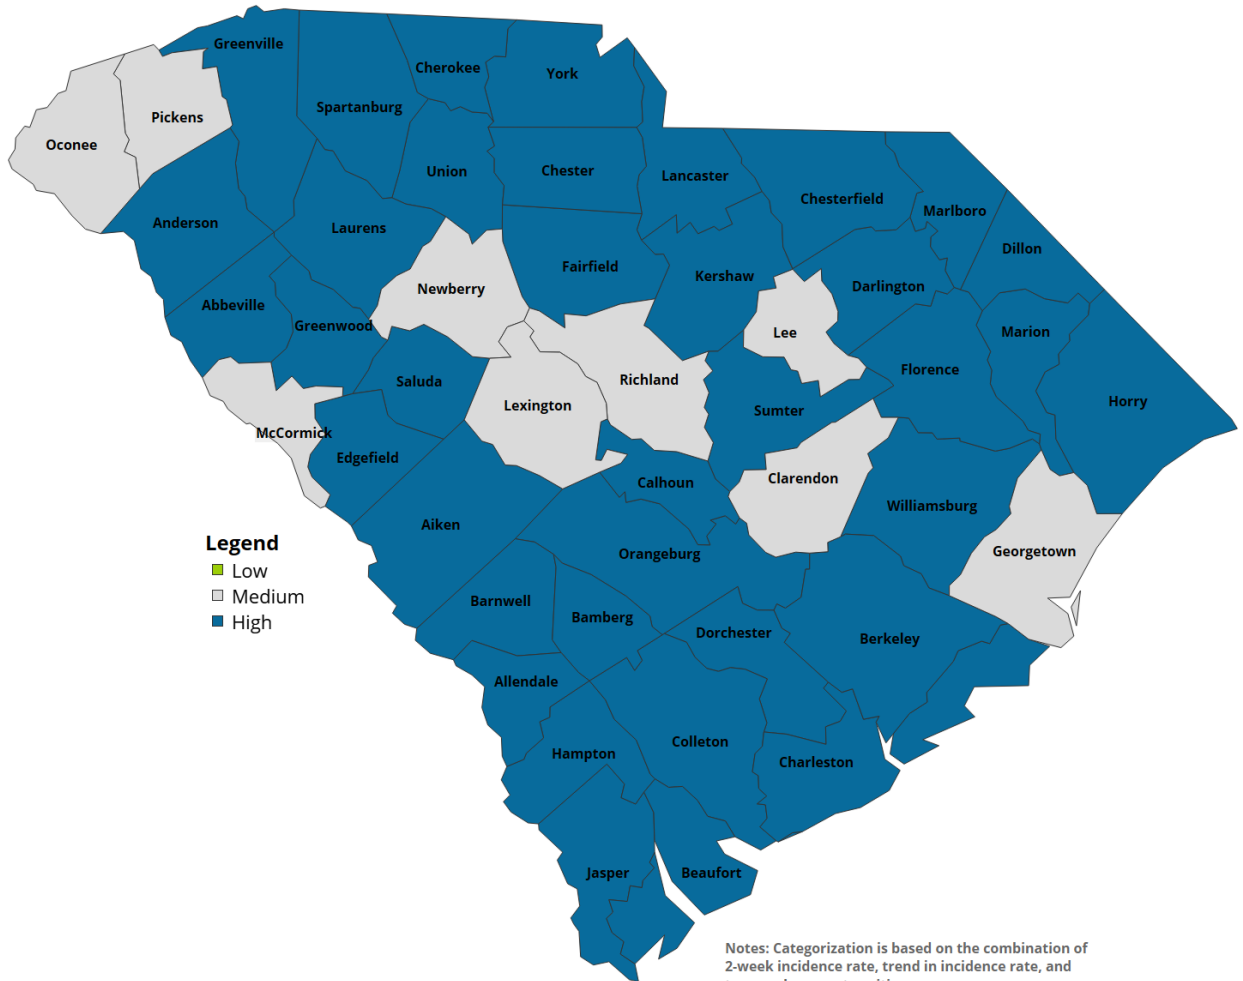 Greenville
Cherokee
York
Spartanburg
Pickens
Oconee
Union
Chester
Lancaster
Chesterfield
Marlboro
Anderson
Laurens
Dillon
Fairfield
Kershaw
Newberry
Darlington
Abbeville
Greenwood
Lee
Marion
Richland
Saluda
Florence
Lexington
Sumter
Horry
McCormick
Edgefield
Clarendon
Calhoun
Williamsburg
Aiken
Orangeburg
Georgetown
Legend
Low
Medium
High
Barnwell
Bamberg
Dorchester
Berkeley
Allendale
Colleton
Hampton
Charleston
Jasper
Beaufort
Notes: Categorization is based on the combination of
2-week incidence rate, trend in incidence rate, and